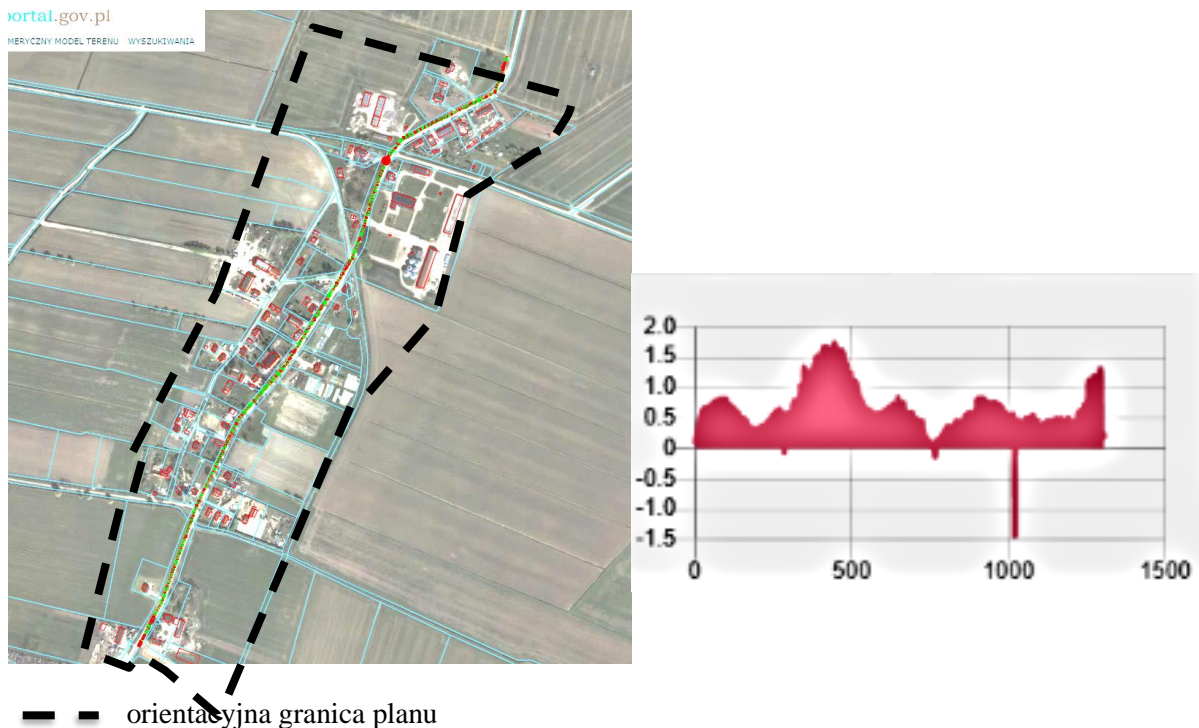 ortal.gov.pl
MERYCZNY MODEL TERENU WYSZUKIWANIA
2.0
1.5
1.0
0.5
0
-0.5
-1.0
-1.5
0 500 1000 1500
orientacyjna granica planu